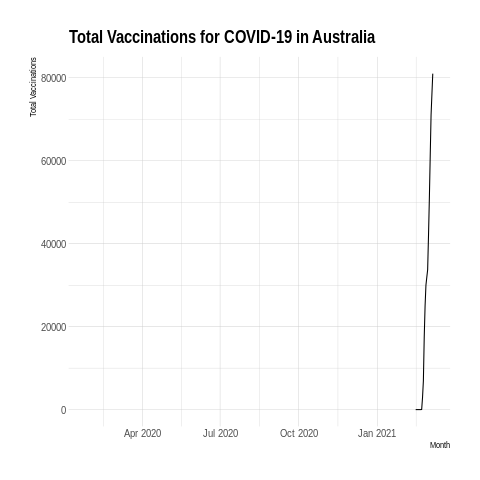 Total Vaccinations for COVID-19 in Australia
Total Vaccinations
80000
60000
40000
20000
0
Apr 2020 Jul 2020 Oct 2020 Jan 2021
Month